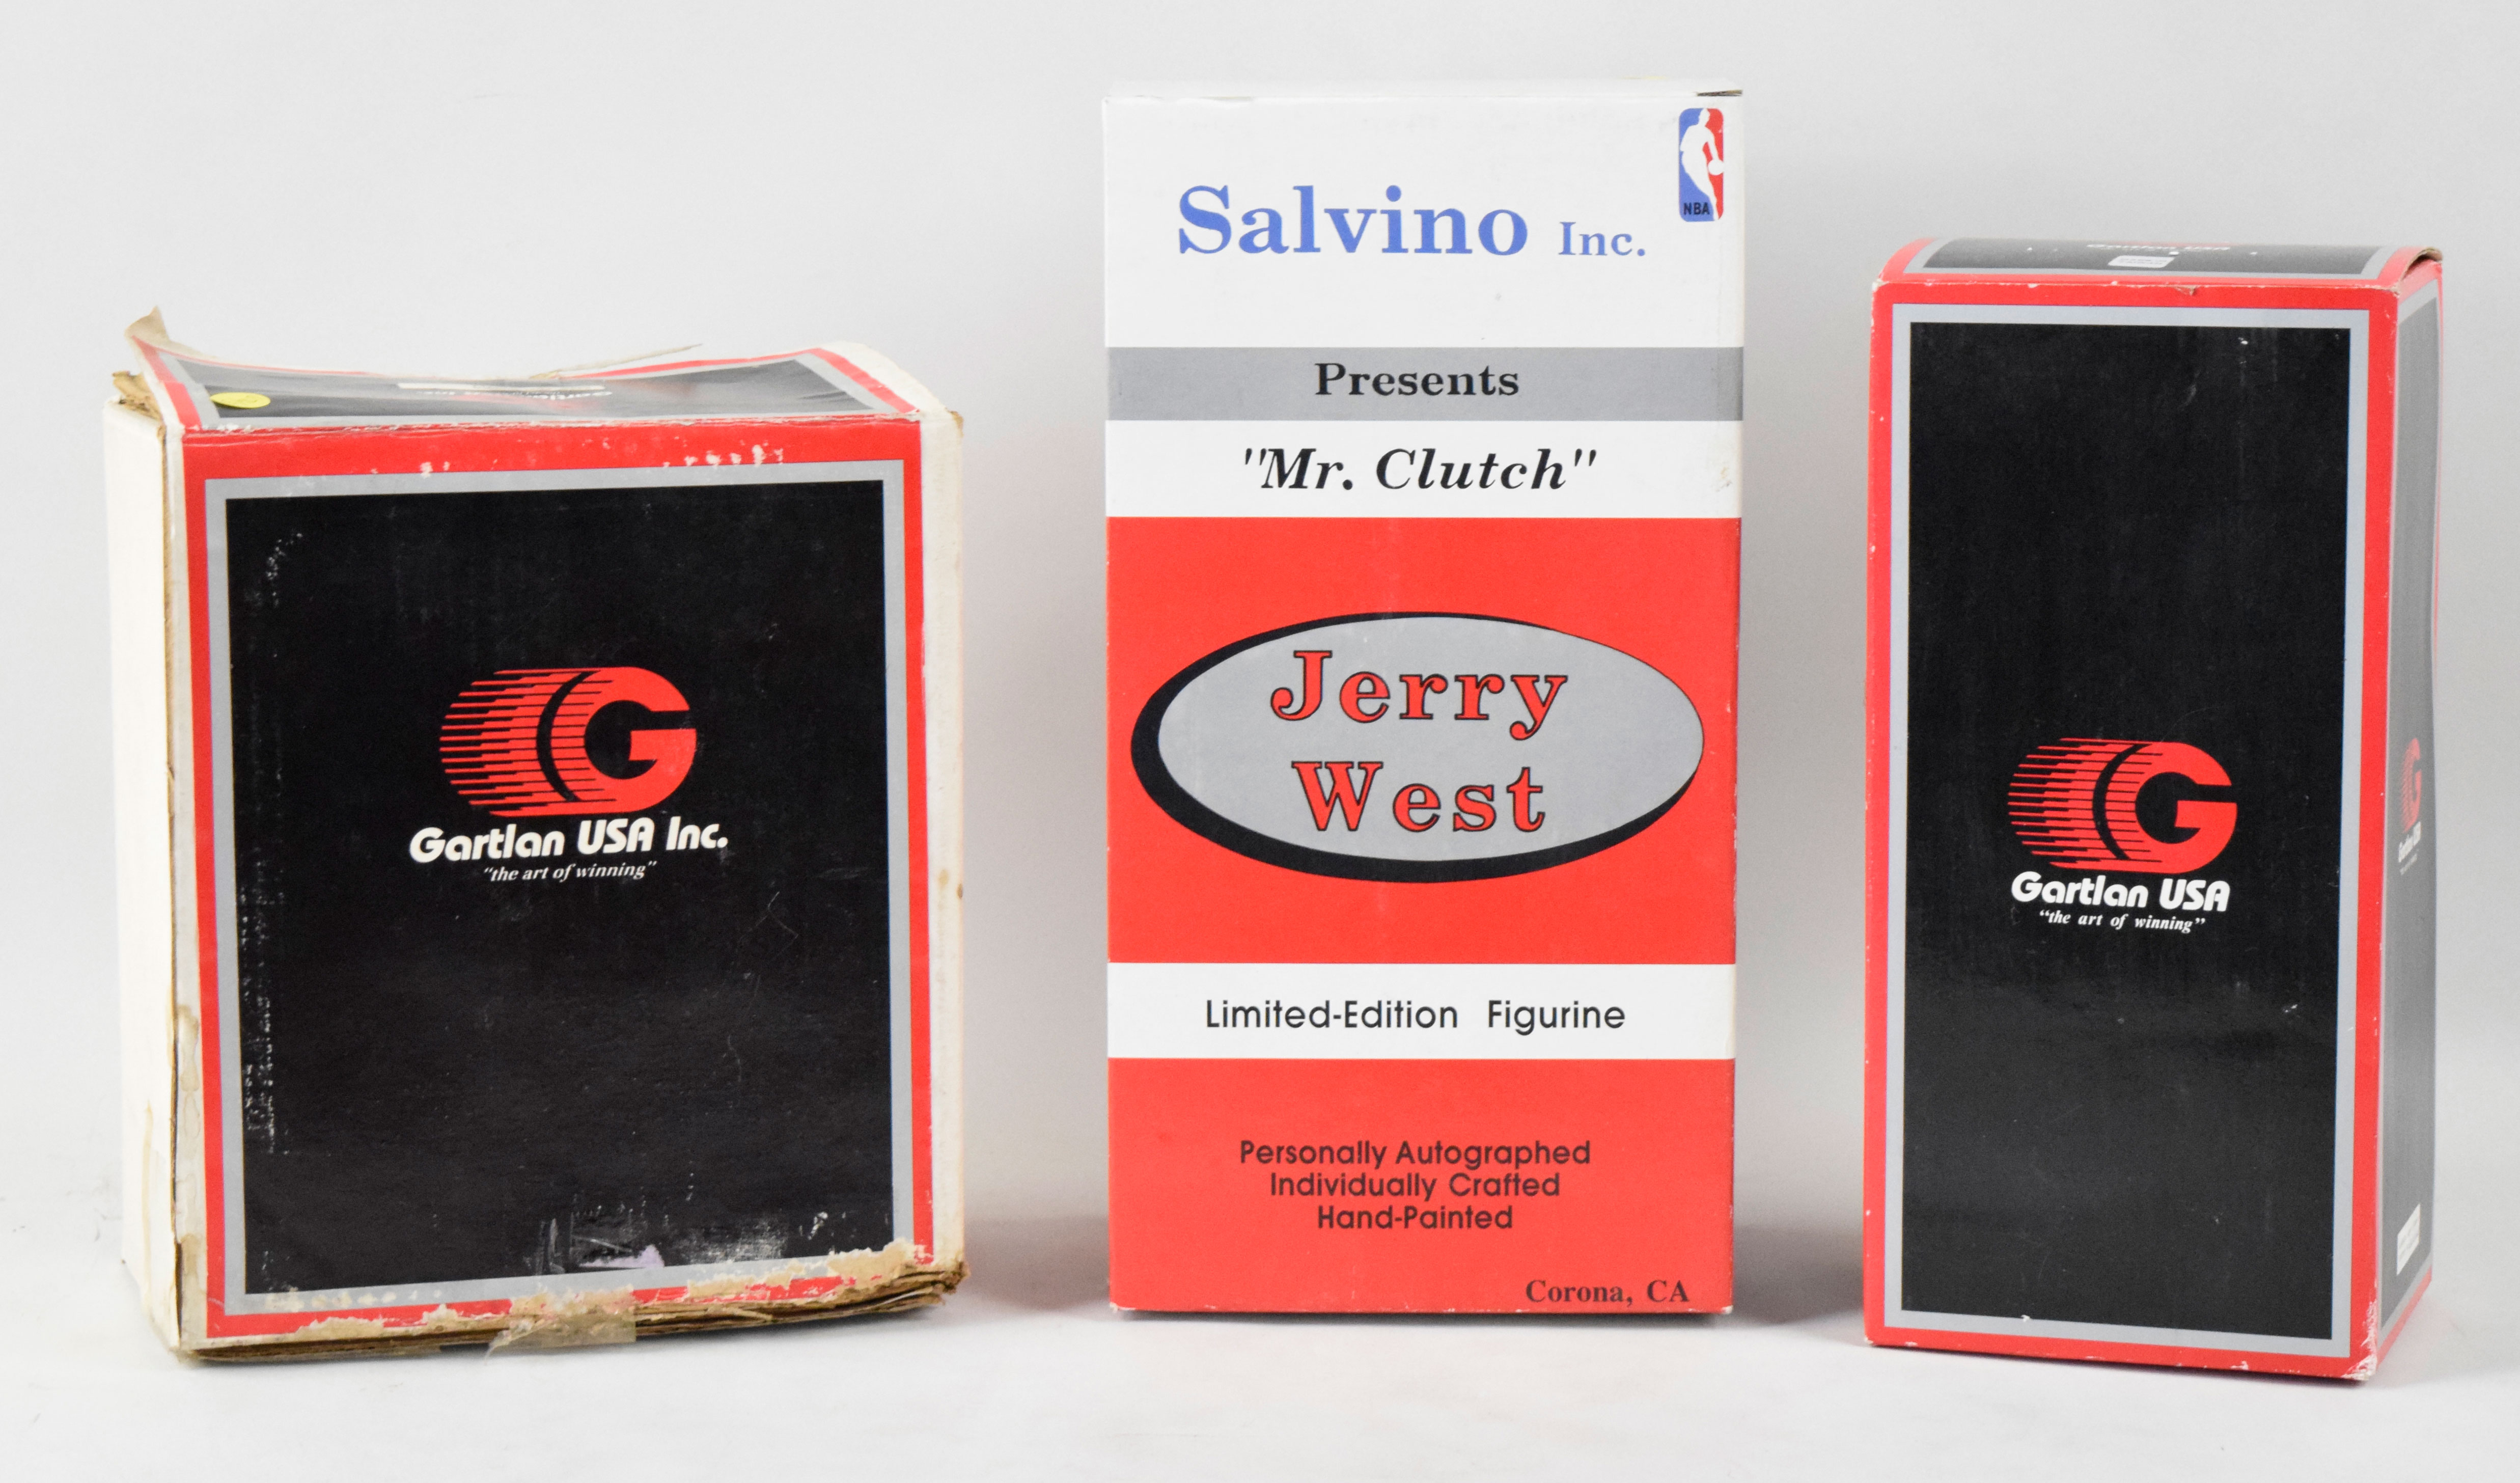 Gartlan USA Inc.
"the art of winning"
Salvino Inc.
NBA
Presents
"Mr. Clutch"
Jerry
West
Limited-Edition Figurine
Personally Autographed
Individually Crafted
Hand-Painted
Corona, CA
Gartlan USA
"the art of winning"